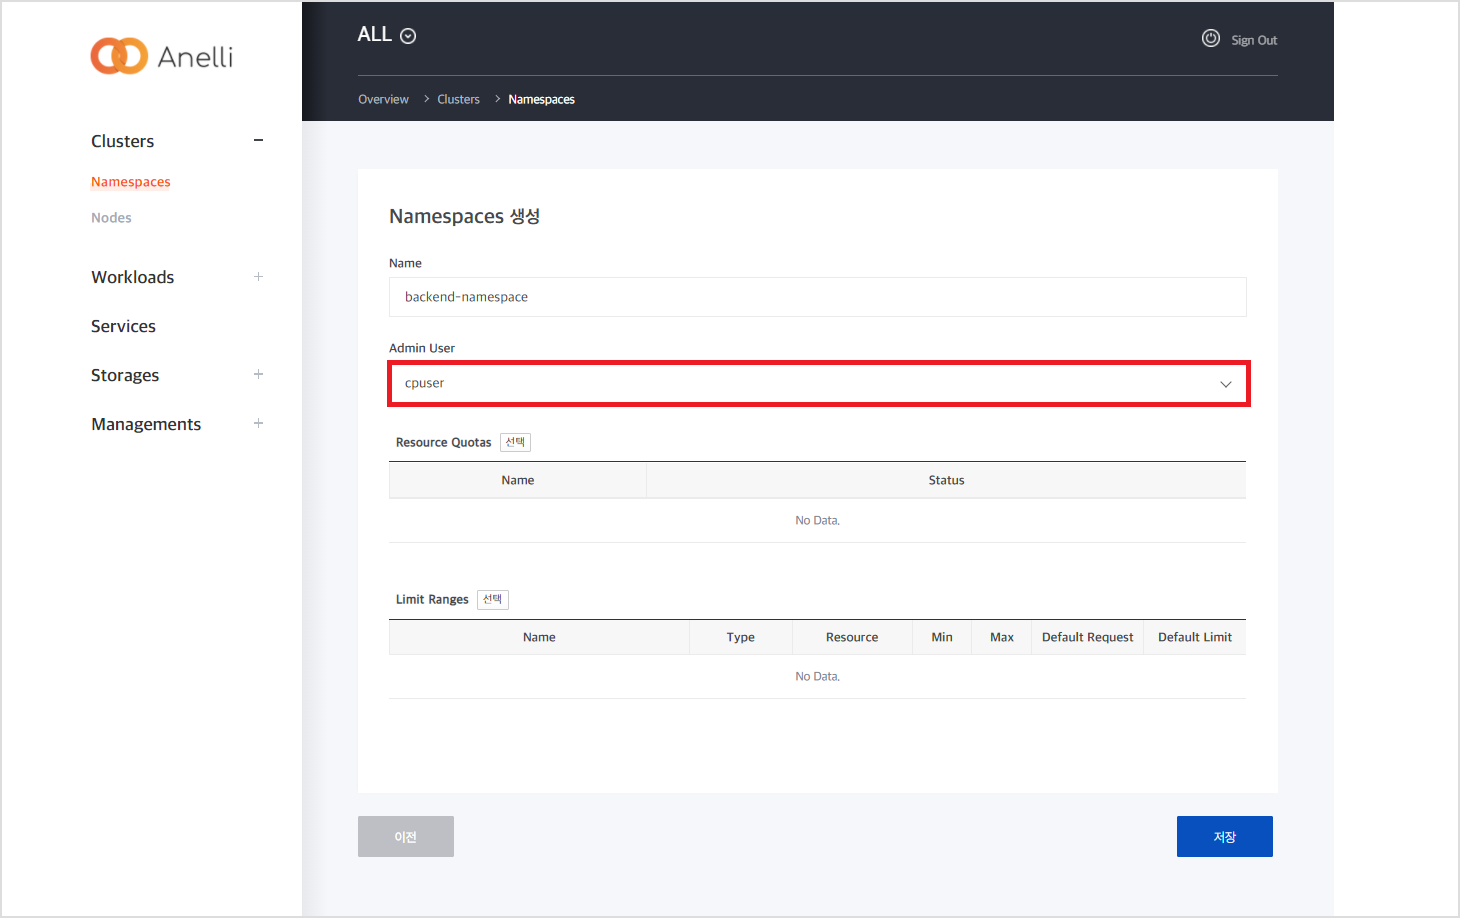 Anelli
Clusters
Namespaces
Nodes
Workloads
Services
Storages
Managements
ALL
Sign Out
Overview > Clusters > Namespaces
Namespaces 생성
Name
backend-namespace
Admin User
cpuser
Resource Quotas 선택
Name Status
No Data.
Limit Ranges 선택
Name Type Resource Min Max Default Request Default Limit
No Data.
이전 저장